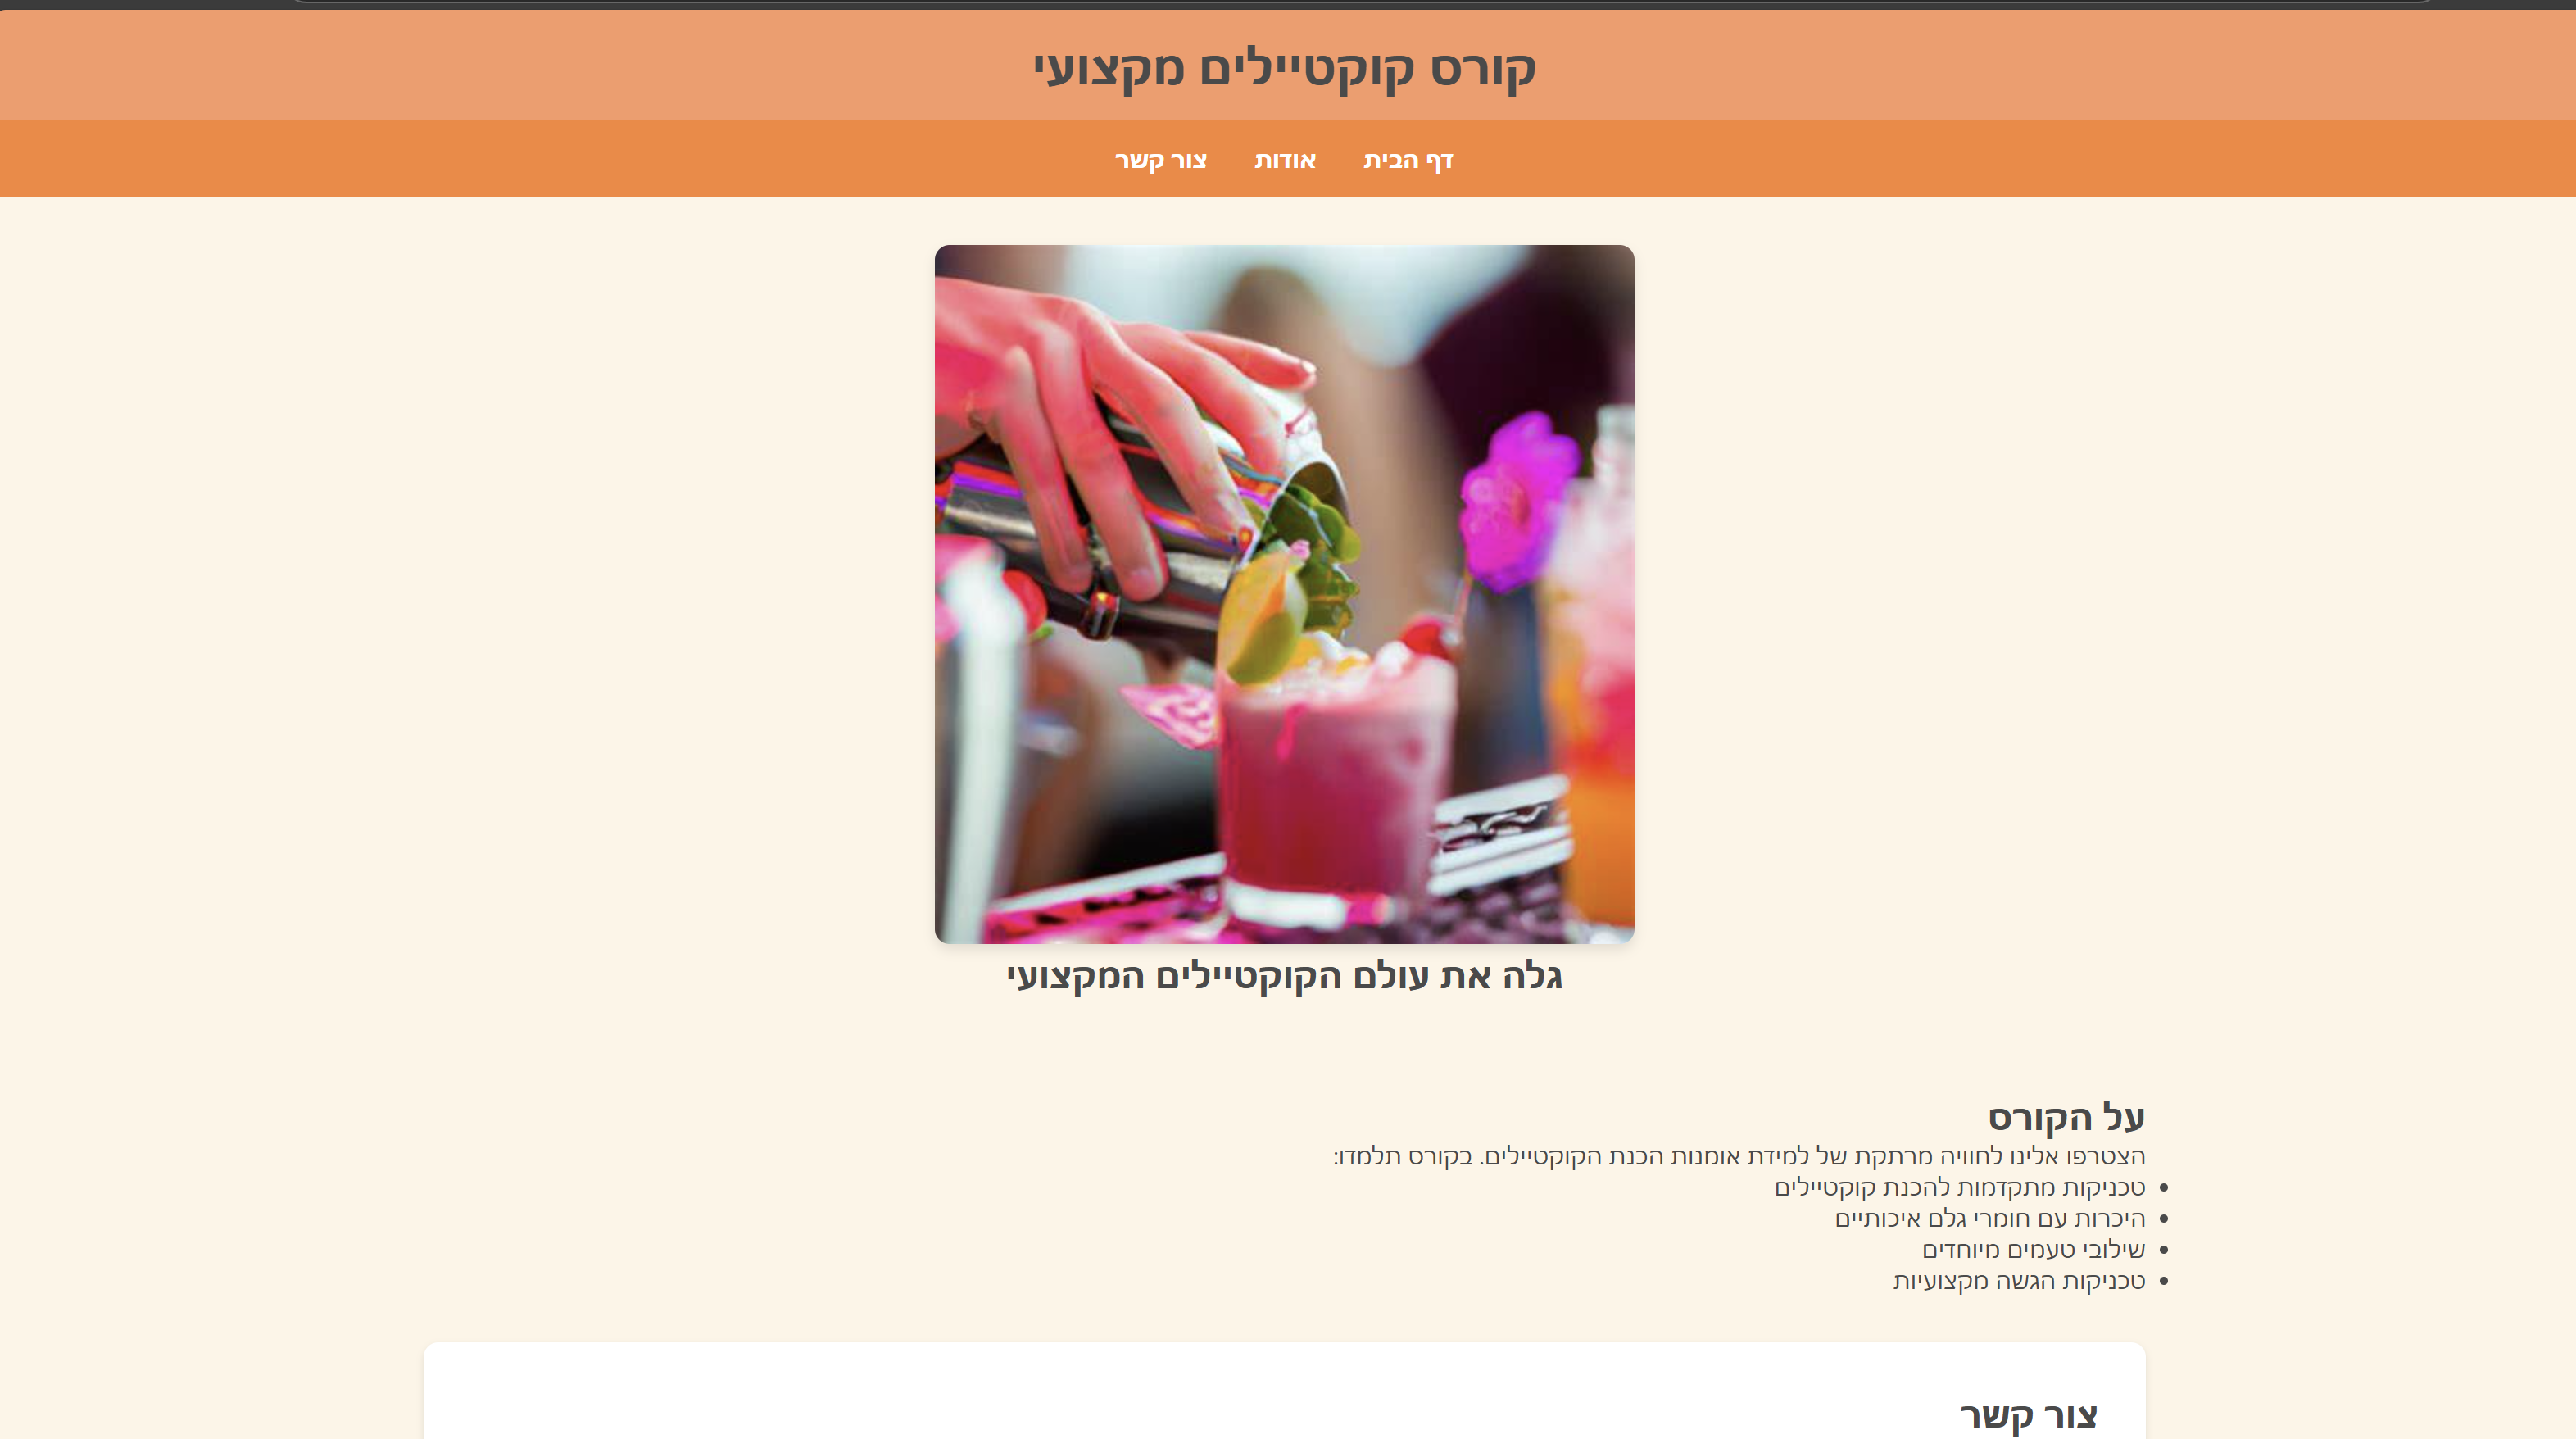 קורס קוקטיילים מקצועי
דף הבית אודות צור קשר
גלה את עולם הקוקטיילים המקצועי
על הקורס
הצטרפו אלינו לחוויה מרתקת של למידת אומנות הכנת הקוקטיילים. בקורס תלמדו:
טכניקות מתקדמות להכנת קוקטיילים
היכרות עם חומרי גלם איכותיים
שילובי טעמים מיוחדים
טכניקות הגשה מקצועיות
צור קשר